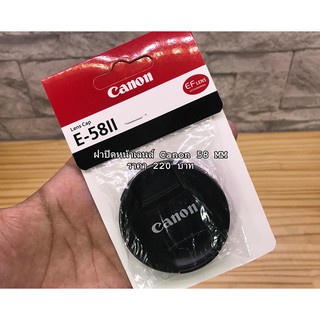 Canon
EF LENS
Lens Cap
E-58II
ฝาปิดหน้าเลนส์ Canon 58 MM
ราคา 220 บาท
Canon